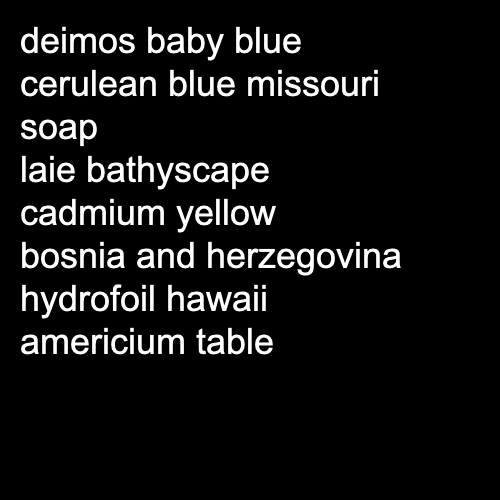 deimos baby blue
cerulean blue missouri
soap
laie bathyscape
cadmium yellow
bosnia and herzegovina
hydrofoil hawaii
americium table